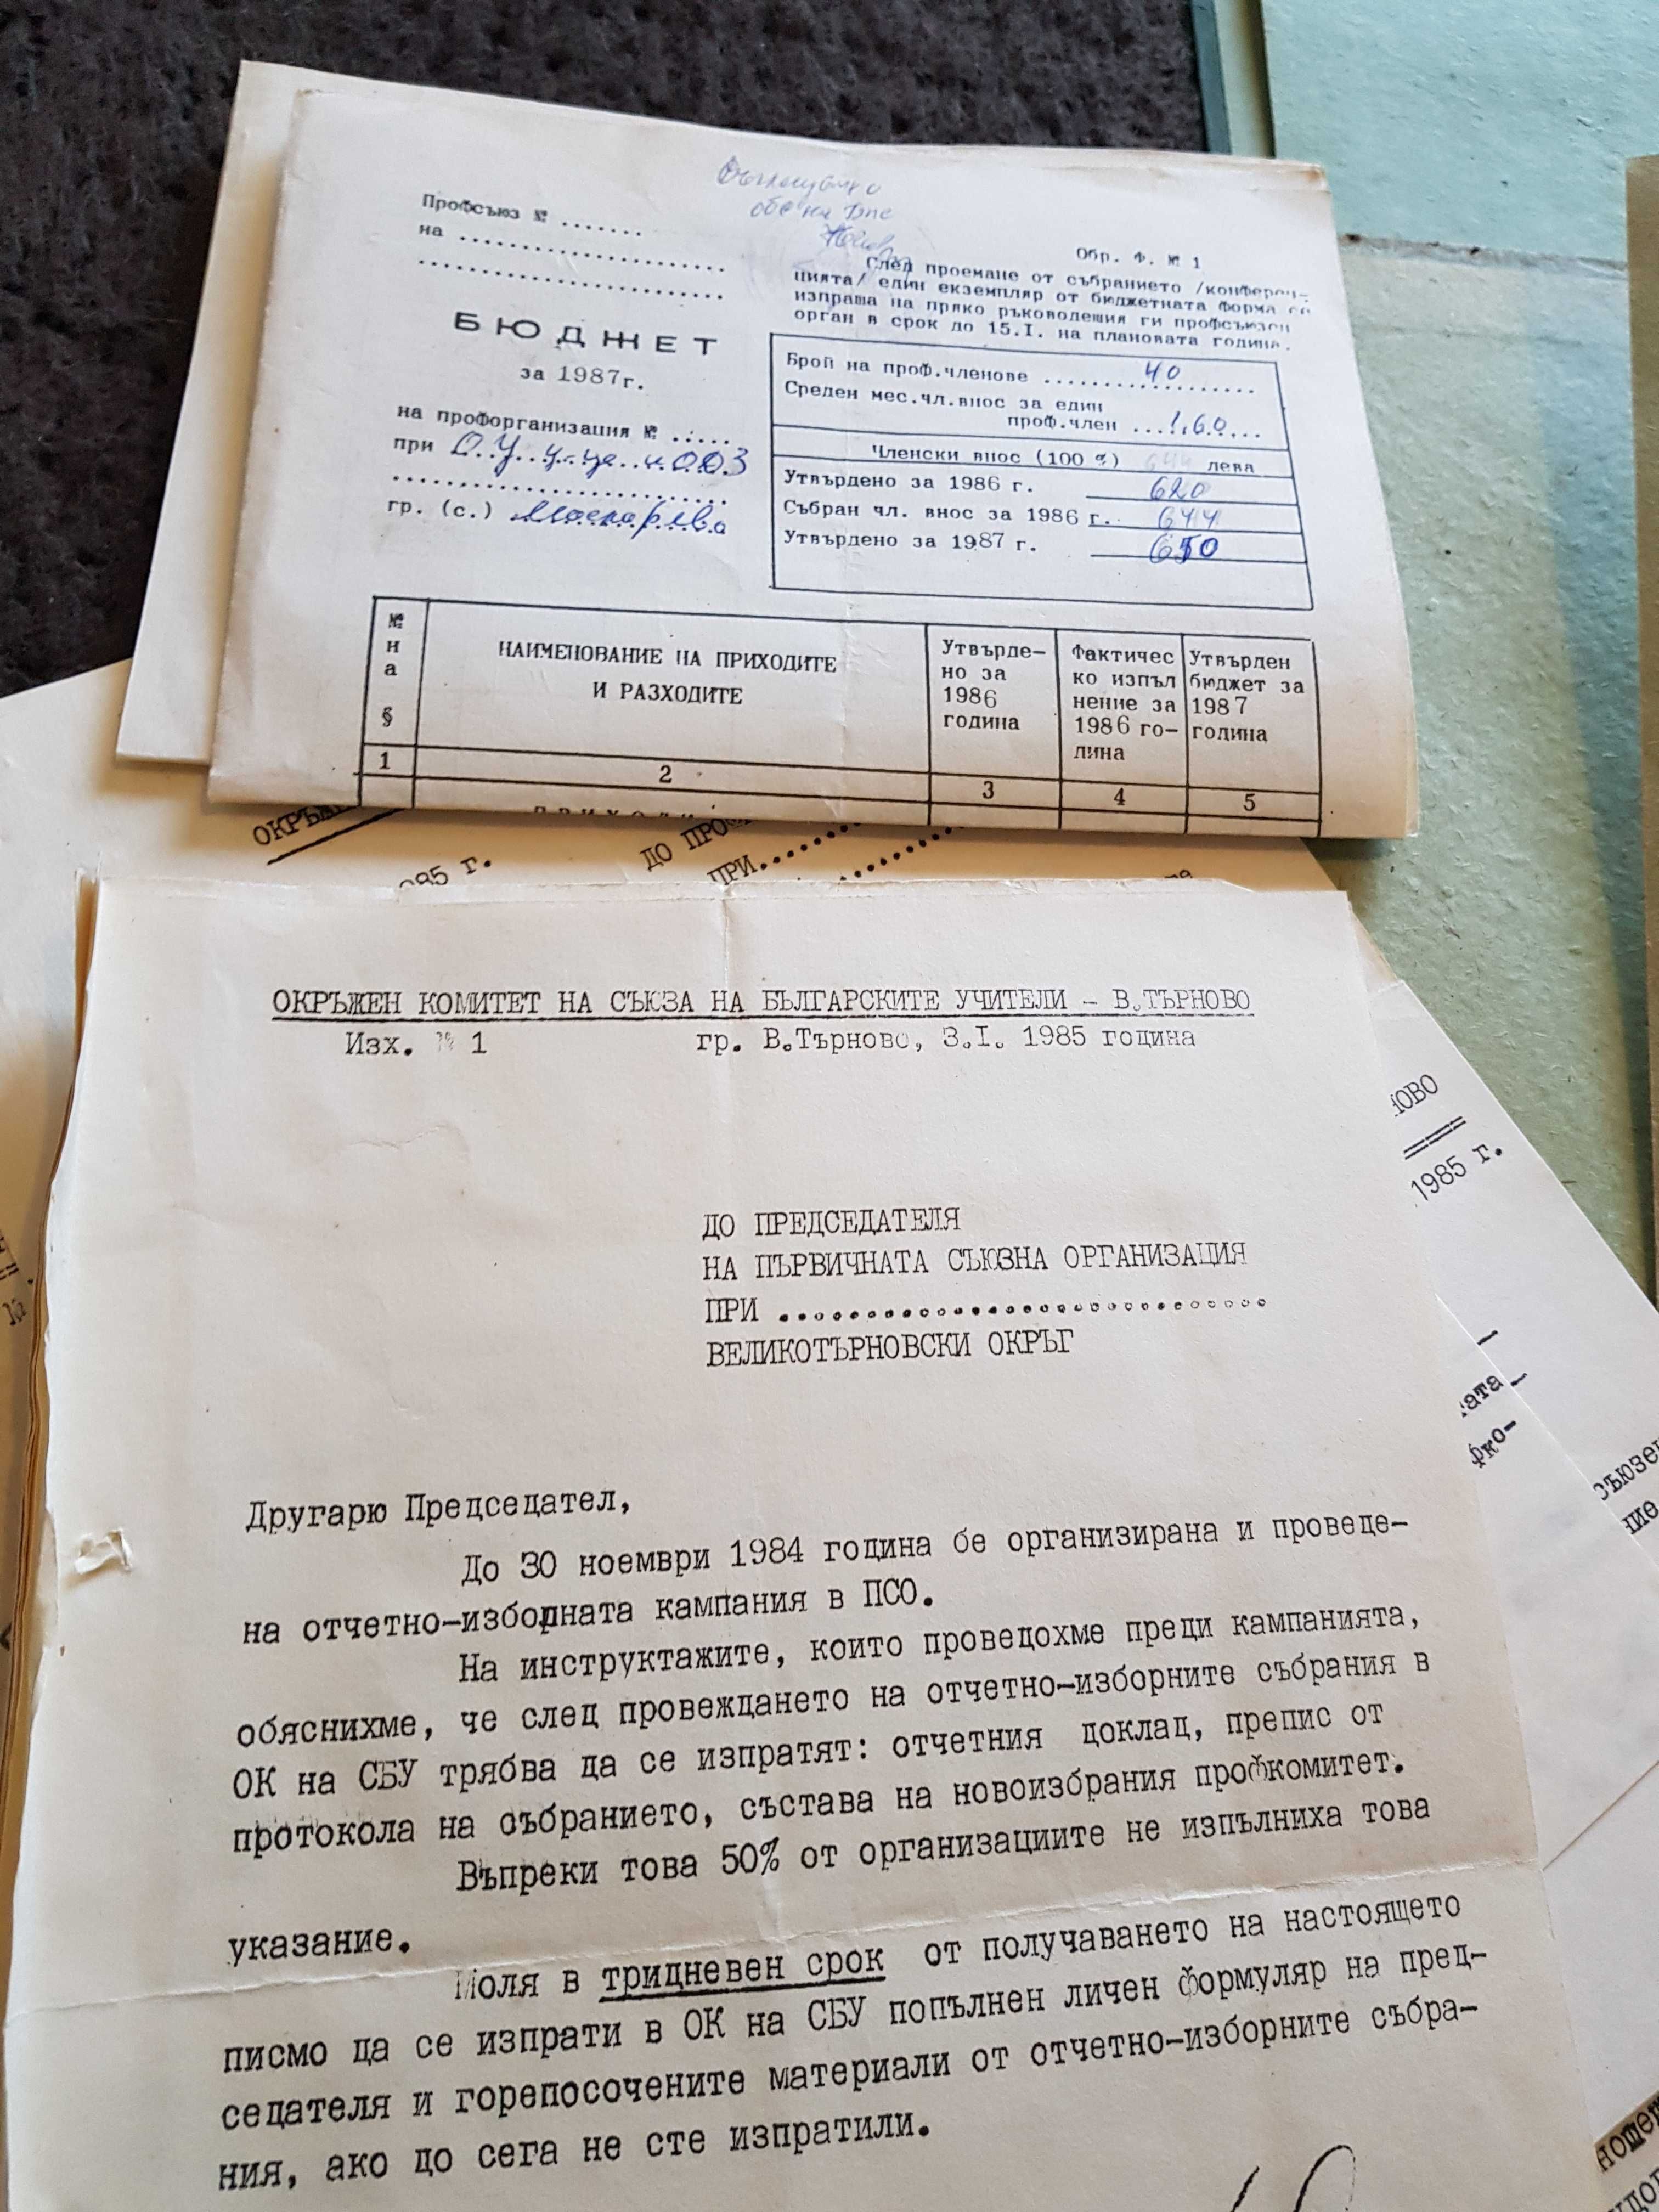 Профсъюз № .......
на .......................
..........................
БЮДЖЕТ
за 1987г.
на профорганизация № .....
при
гр. (с.)
Обр. Ф. № 1
След проемане от събранието /конферен-
цията/ един екземпляр от бюджетната форма се
изпраша на пряко ръководешия ги профсъюзен
орган в срок до 15.I. на плановата година.
Брой на проф.членове .......... 40
Среден мес.чл.внос за един
проф.член ...1.60...
Членски внос (100 %) 644 лева
Утвърдено за 1986 г. 620
Събран чл. внос за 1986 г. 644
Утвърдено за 1987 г. 650
№ на §
НАИМЕНОВАНИЕ НА ПРИХОДИТЕ
И РАЗХОДИТЕ
Утвърде-
но за
1986
година
Фактичес
ко изпъл
нение за
1986 го-
дина
Утвърден
бюджет за
1987
година
1 2 3 4 5
ДО
ПРИ............
985 г.
ОКРЪЖЕН КОМИТЕТ НА СЪЮЗА НА БЪЛГАРСКИТЕ УЧИТЕЛИ – В.ТЪРНОВО
Изх. № 1 гр. В.Търново, 3.I. 1985 година
ДО ПРЕДСЕДАТЕЛЯ
НА ПЪРВИЧНАТА СЪЮЗНА ОРГАНИЗАЦИЯ
ПРИ ..............................
ВЕЛИКОТЪРНОВСКИ ОКРЪГ
Другарю Председател,
До 30 ноември 1984 година бе организирана и проведе-
на отчетно-изборната кампания в ПСО.
На инструктажите, които проведохме преди кампанията,
обяснихме, че след провеждането на отчетно-изборните събрания в
ОК на СБУ трябва да се изпратят: отчетния доклад, препис от
протокола на събранието, състава на новоизбрания профкомитет.
Въпреки това 50% от организациите не изпълниха това
указание.
Моля в тридневен срок от получаването на настоящето
писмо да се изпрати в ОК на СБУ попълнен личен формуляр на пред-
седателя и горепосочените материали от отчетно-изборните събра-
ния, ако до сега не сте изпратили.
НОВО
1985 г.